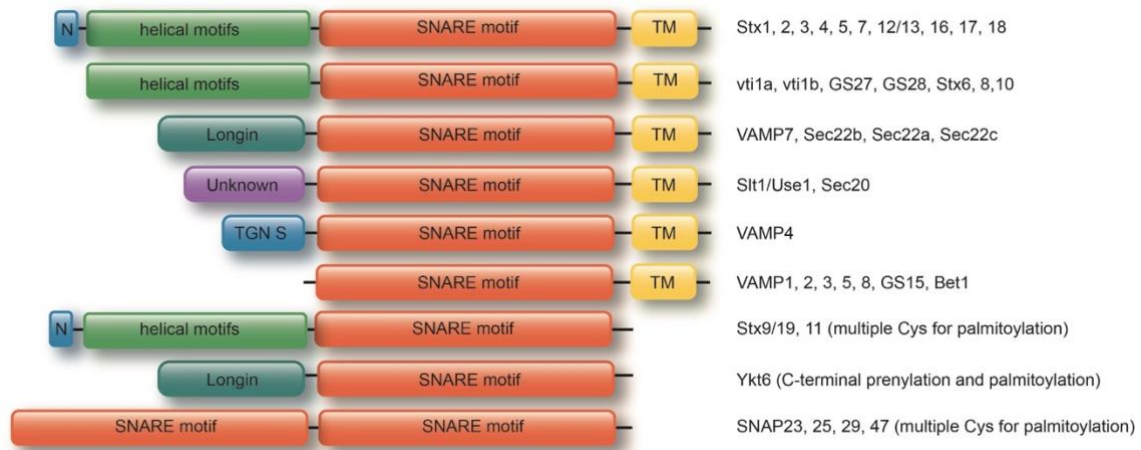 N helical motifs SNARE motif TM Stx1, 2, 3, 4, 5, 7, 12/13, 16, 17, 18
helical motifs SNARE motif TM vti1a, vti1b, GS27, GS28, Stx6, 8,10
Longin SNARE motif TM VAMP7, Sec22b, Sec22a, Sec22c
Unknown SNARE motif TM Slt1/Use1, Sec20
TGN S SNARE motif TM VAMP4
SNARE motif TM VAMP1, 2, 3, 5, 8, GS15, Bet1
N helical motifs SNARE motif Stx9/19, 11 (multiple Cys for palmitoylation)
Longin SNARE motif Ykt6 (C-terminal prenylation and palmitoylation)
SNARE motif SNARE motif SNAP23, 25, 29, 47 (multiple Cys for palmitoylation)